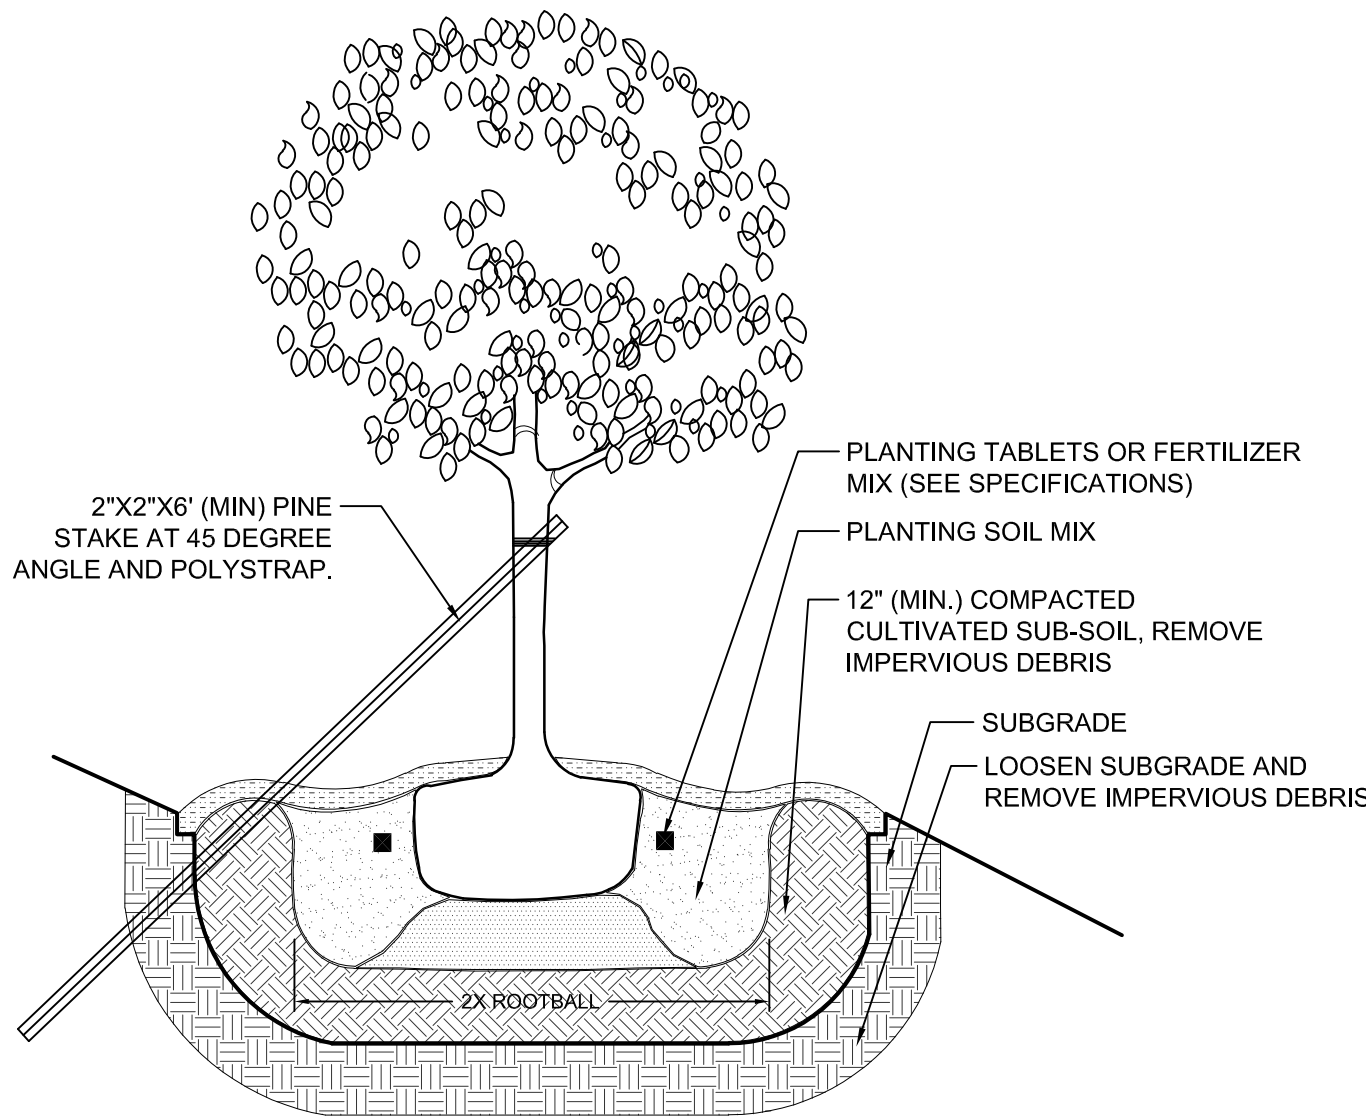 PLANTING TABLETS OR FERTILIZER
MIX (SEE SPECIFICATIONS)
2"X2"X6' (MIN) PINE
STAKE AT 45 DEGREE
ANGLE AND POLYSTRAP.
PLANTING SOIL MIX
12" (MIN.) COMPACTED
CULTIVATED SUB-SOIL, REMOVE
IMPERVIOUS DEBRIS
SUBGRADE
LOOSEN SUBGRADE AND
REMOVE IMPERVIOUS DEBRIS
2X ROOTBALL